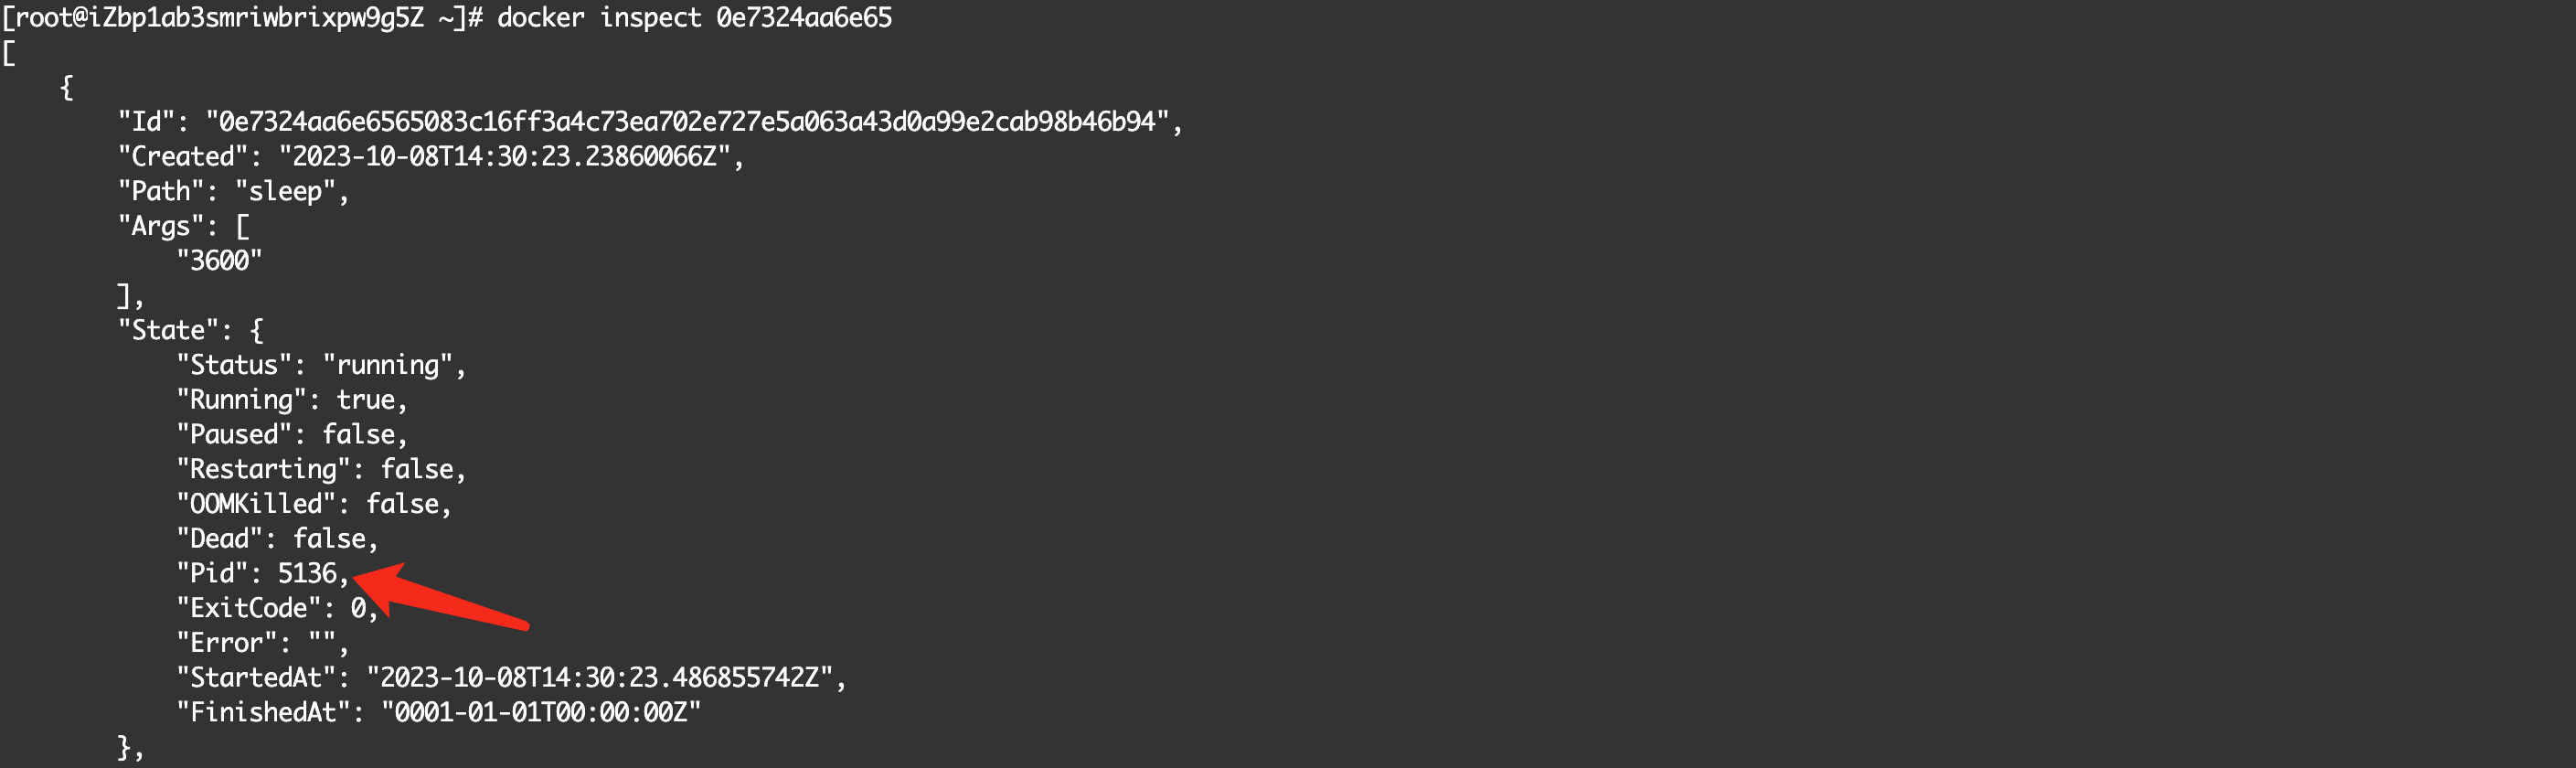 [root@iZbp1ab3smriwbrixpw9g5Z ~]# docker inspect 0e7324aa6e65
[
    {
        "Id": "0e7324aa6e6565083c16ff3a4c73ea702e727e5a063a43d0a99e2cab98b46b94",
        "Created": "2023-10-08T14:30:23.23860066Z",
        "Path": "sleep",
        "Args": [
            "3600"
        ],
        "State": {
            "Status": "running",
            "Running": true,
            "Paused": false,
            "Restarting": false,
            "OOMKilled": false,
            "Dead": false,
            "Pid": 5136,
            "ExitCode": 0,
            "Error": "",
            "StartedAt": "2023-10-08T14:30:23.486855742Z",
            "FinishedAt": "0001-01-01T00:00:00Z"
        },